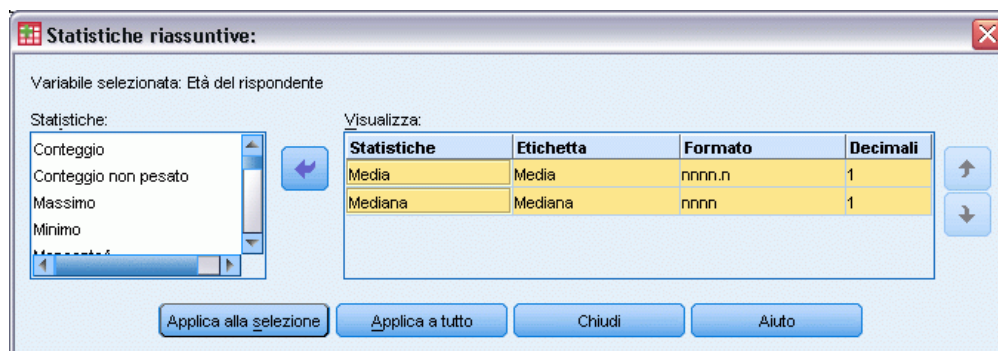 Statistiche riassuntive:
Variabile selezionata: Età del rispondente
Statistiche:
Conteggio
Conteggio non pesato
Massimo
Minimo
Visualizza:
Statistiche Etichetta Formato Decimali
Media Media nnnn.n 1
Mediana Mediana nnnn 1
Applica alla selezione Applica a tutto Chiudi Aiuto